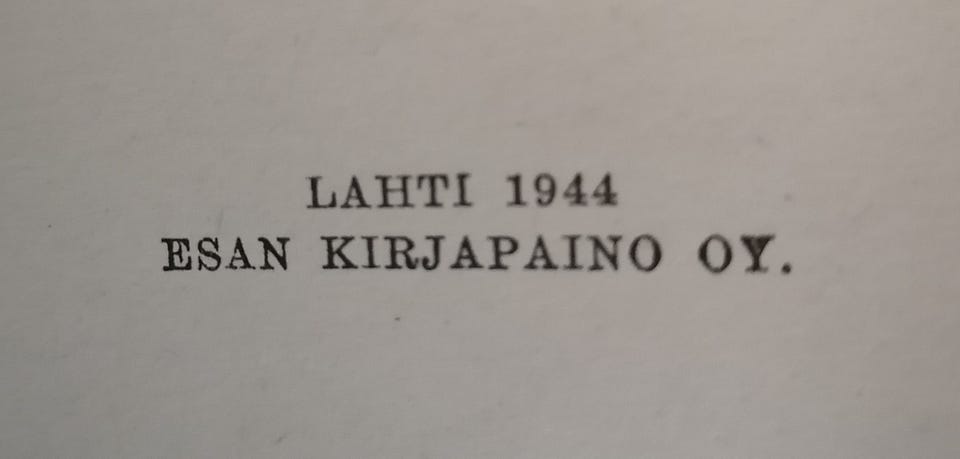 LAHTI 1944
ESAN KIRJAPAINO OY.